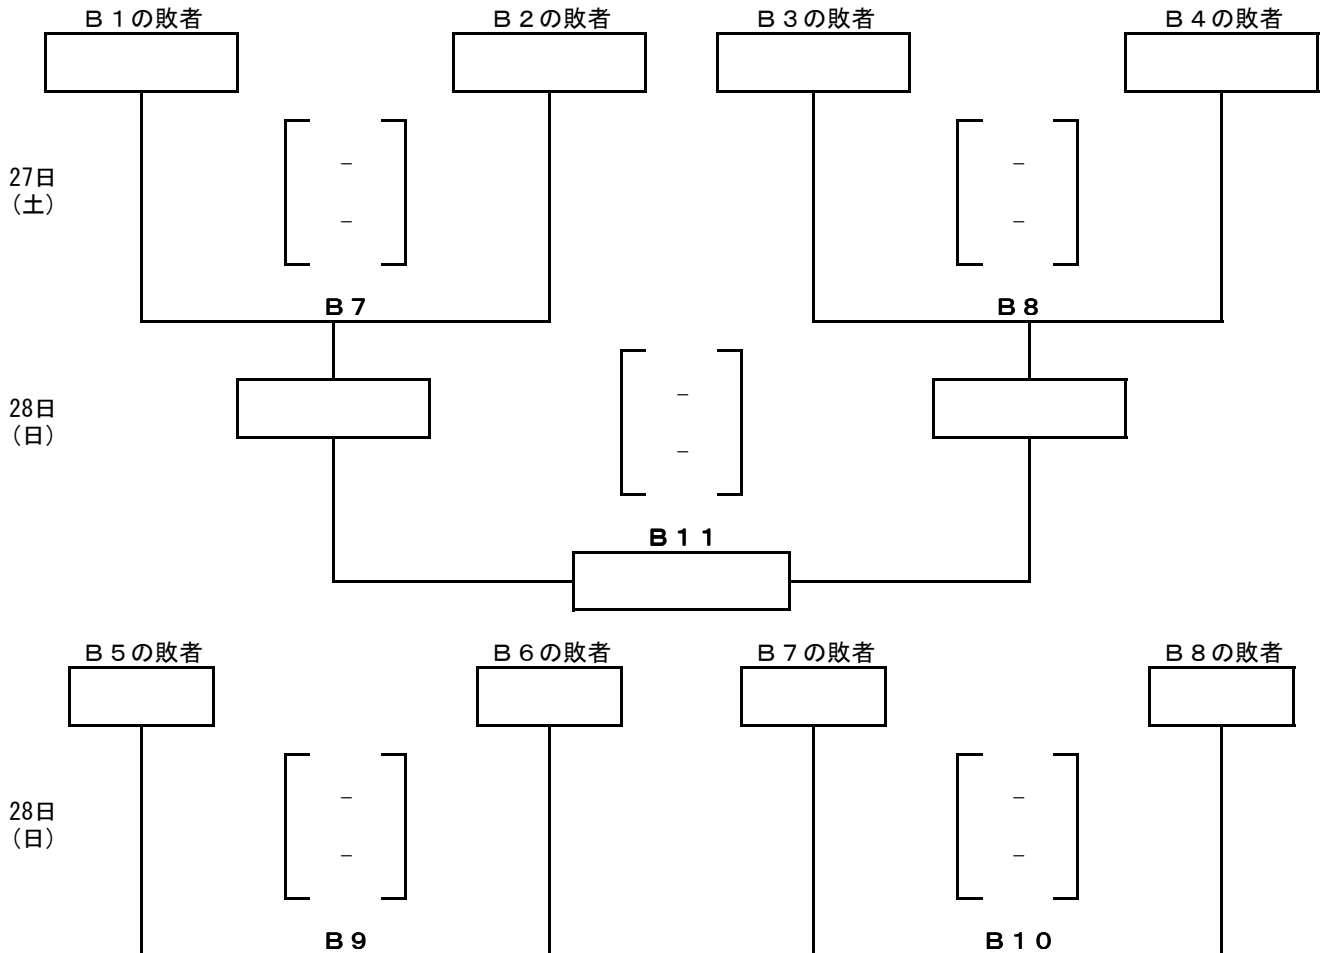 Ｂ１の敗者 Ｂ２の敗者 Ｂ３の敗者 Ｂ４の敗者
27日
（土）
－ －
－ －
Ｂ７ Ｂ８
28日
（日）
－
－
Ｂ１１
Ｂ５の敗者 Ｂ６の敗者 Ｂ７の敗者 Ｂ８の敗者
28日
（日）
－ －
－ －
Ｂ９ Ｂ１０